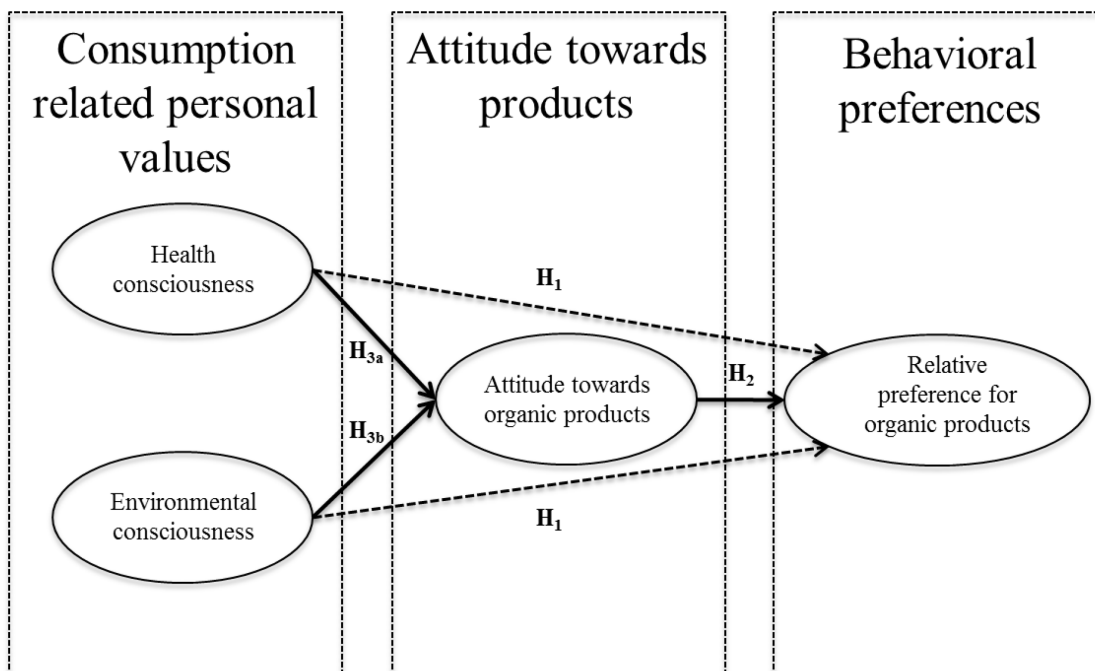 Consumption
related personal
values
Attitude towards
products
Behavioral
preferences
Health
consciousness
H₁
H₃ₐ
Attitude towards
organic products
H₂
Relative
preference for
organic products
H₃b
Environmental
consciousness
H₁